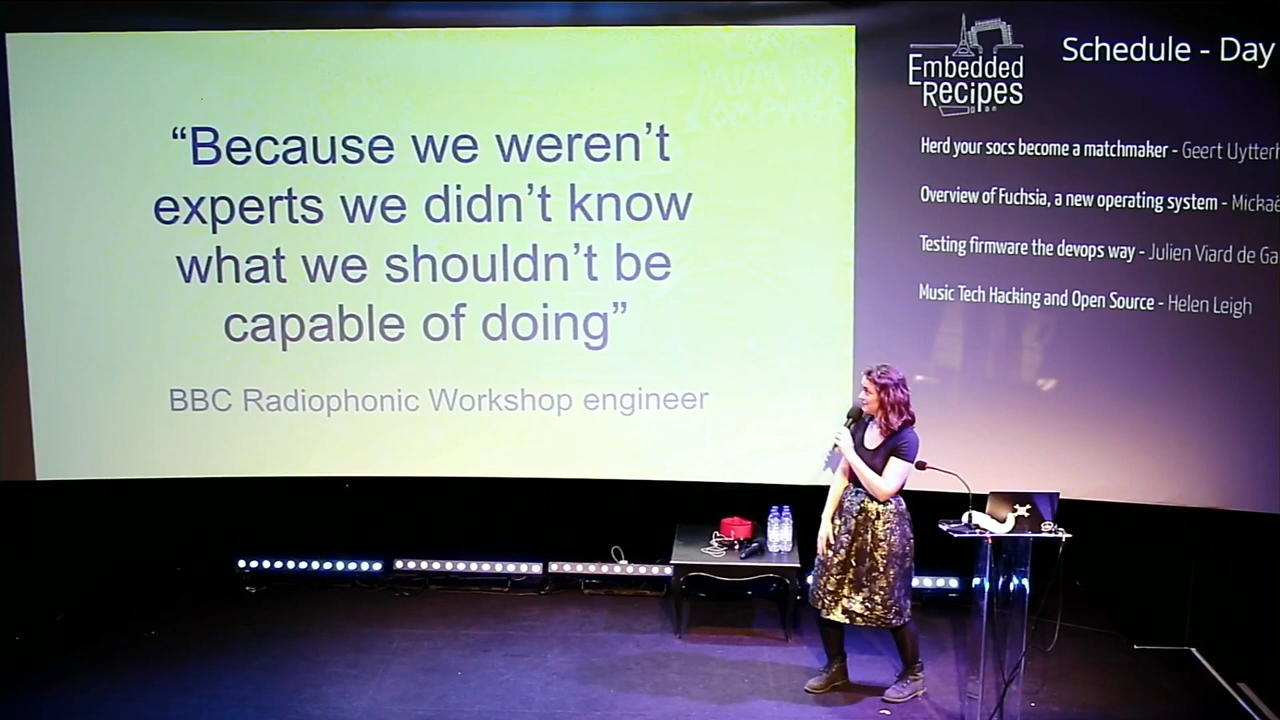 “Because we weren’t
experts we didn’t know
what we shouldn’t be
capable of doing”
BBC Radiophonic Workshop engineer
Embedded
Recipes
Schedule - Day
Herd your socs become a matchmaker - Geert
Overview of Fuchsia, a new operating system -
Testing firmware the devops way - Julien Viard de
Music Tech Hacking and Open Source - Helen Leigh